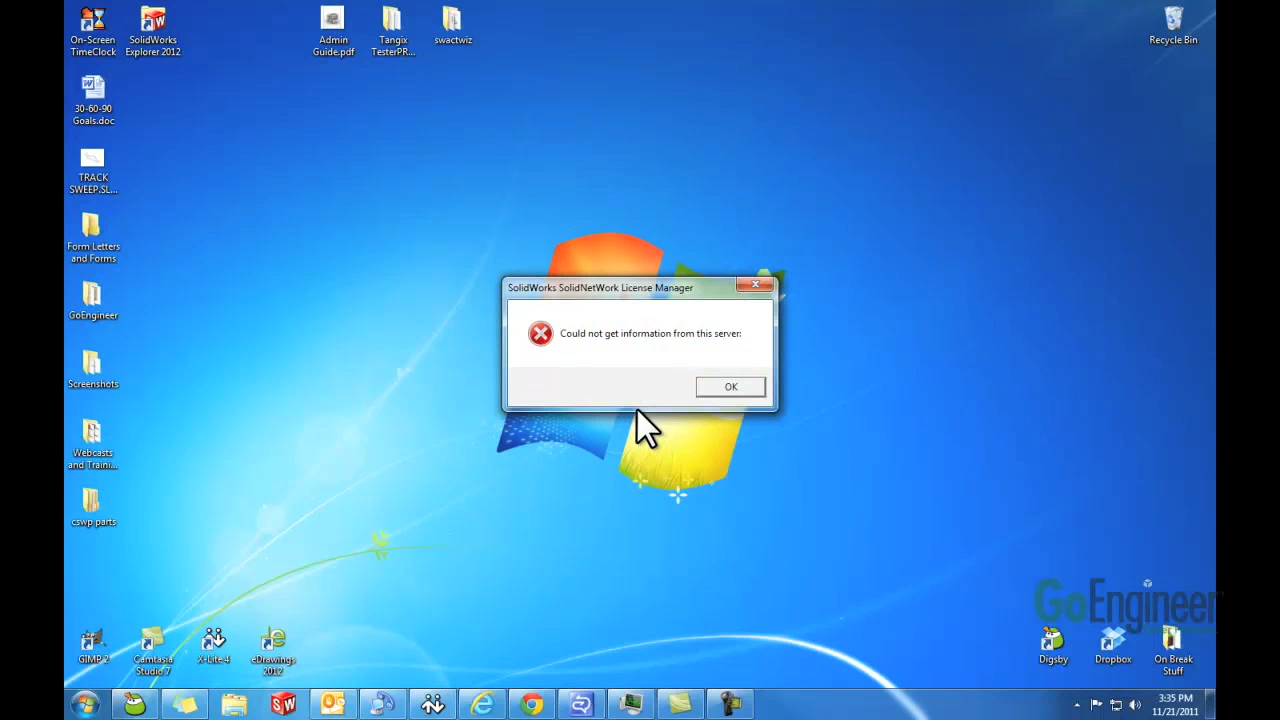 On-Screen
TimeClock
SolidWorks
Explorer 2012
Admin
Guide.pdf
Tangix
TesterPR...
swactwiz
Recycle Bin
30-60-90
Goals.doc
TRACK
SWEEP.SL...
Form Letters
and Forms
GoEngineer
SolidWorks SolidNetWork License Manager
Could not get information from this server:
OK
Screenshots
Webcasts
and Traini...
cswp parts
GoEngineer
GIMP 2
Camtasia
Studio 7
X-Lite 4
eDrawings
2012
Digsby
Dropbox
On Break
Stuff
3:35 PM
11/21/2011